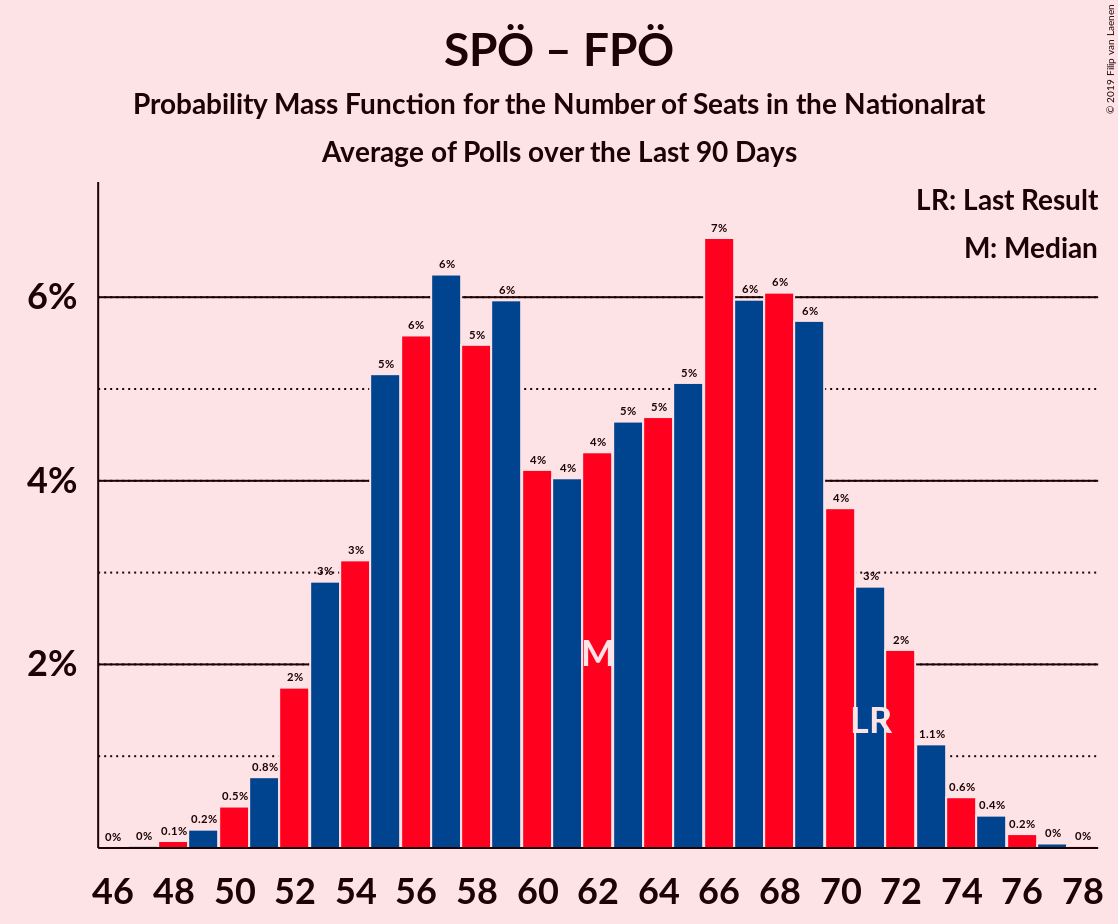 SPÖ – FPÖ
Probability Mass Function for the Number of Seats in the Nationalrat
Average of Polls over the Last 90 Days
© 2019 Filip van Laenen
LR: Last Result
M: Median
6%
4%
2%
0% 0% 0.1% 0.2% 0.5% 0.8% 2% 3% 3% 5% 6% 6% 5% 6% 4% 4% 4% 5% 5% 5% 7% 6% 6% 6% 4% 3% 2% 1.1% 0.6% 0.4% 0.2% 0% 0%
M
LR
46 48 50 52 54 56 58 60 62 64 66 68 70 72 74 76 78